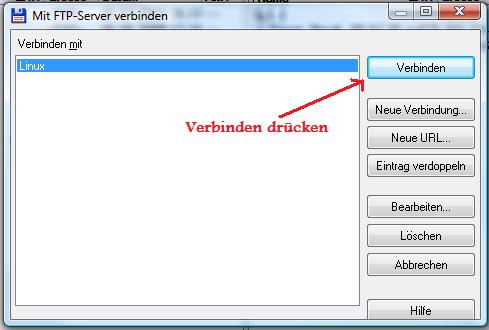 Mit FTP-Server verbinden
Verbinden mit
Linux
Verbinden
Verbinden drücken
Neue Verbindung...
Neue URL...
Eintrag verdoppeln
Bearbeiten...
Löschen
Abbrechen
Hilfe